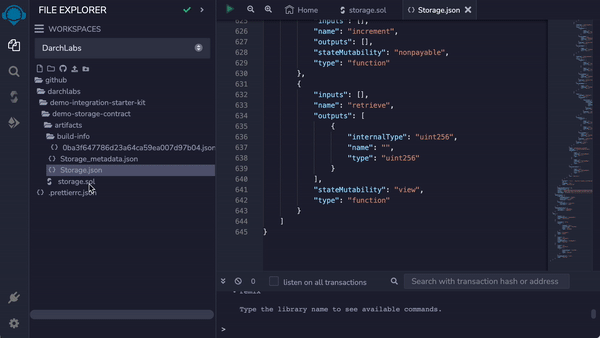 FILE EXPLORER
WORKSPACES
DarchLabs
github
darchlabs
demo-integration-starter-kit
demo-storage-contract
artifacts
build-info
0ba3f647786d23a64ca59ea007d97b04.json
Storage_metadata.json
Storage.json
storage.sol
.prettierrc.json
Home
storage.sol
Storage.json
625 "inputs": [],
626 "name": "increment",
627 "outputs": [],
628 "stateMutability": "nonpayable",
629 "type": "function"
630 },
631 {
632 "inputs": [],
633 "name": "retrieve",
634 "outputs": [
635 {
636 "internalType": "uint256",
637 "name": "",
638 "type": "uint256"
639 }
640 ],
641 "stateMutability": "view",
642 "type": "function"
643 }
644 ]
645 }
0
listen on all transactions
Search with transaction hash or address
remix
Type the library name to see available commands.
>